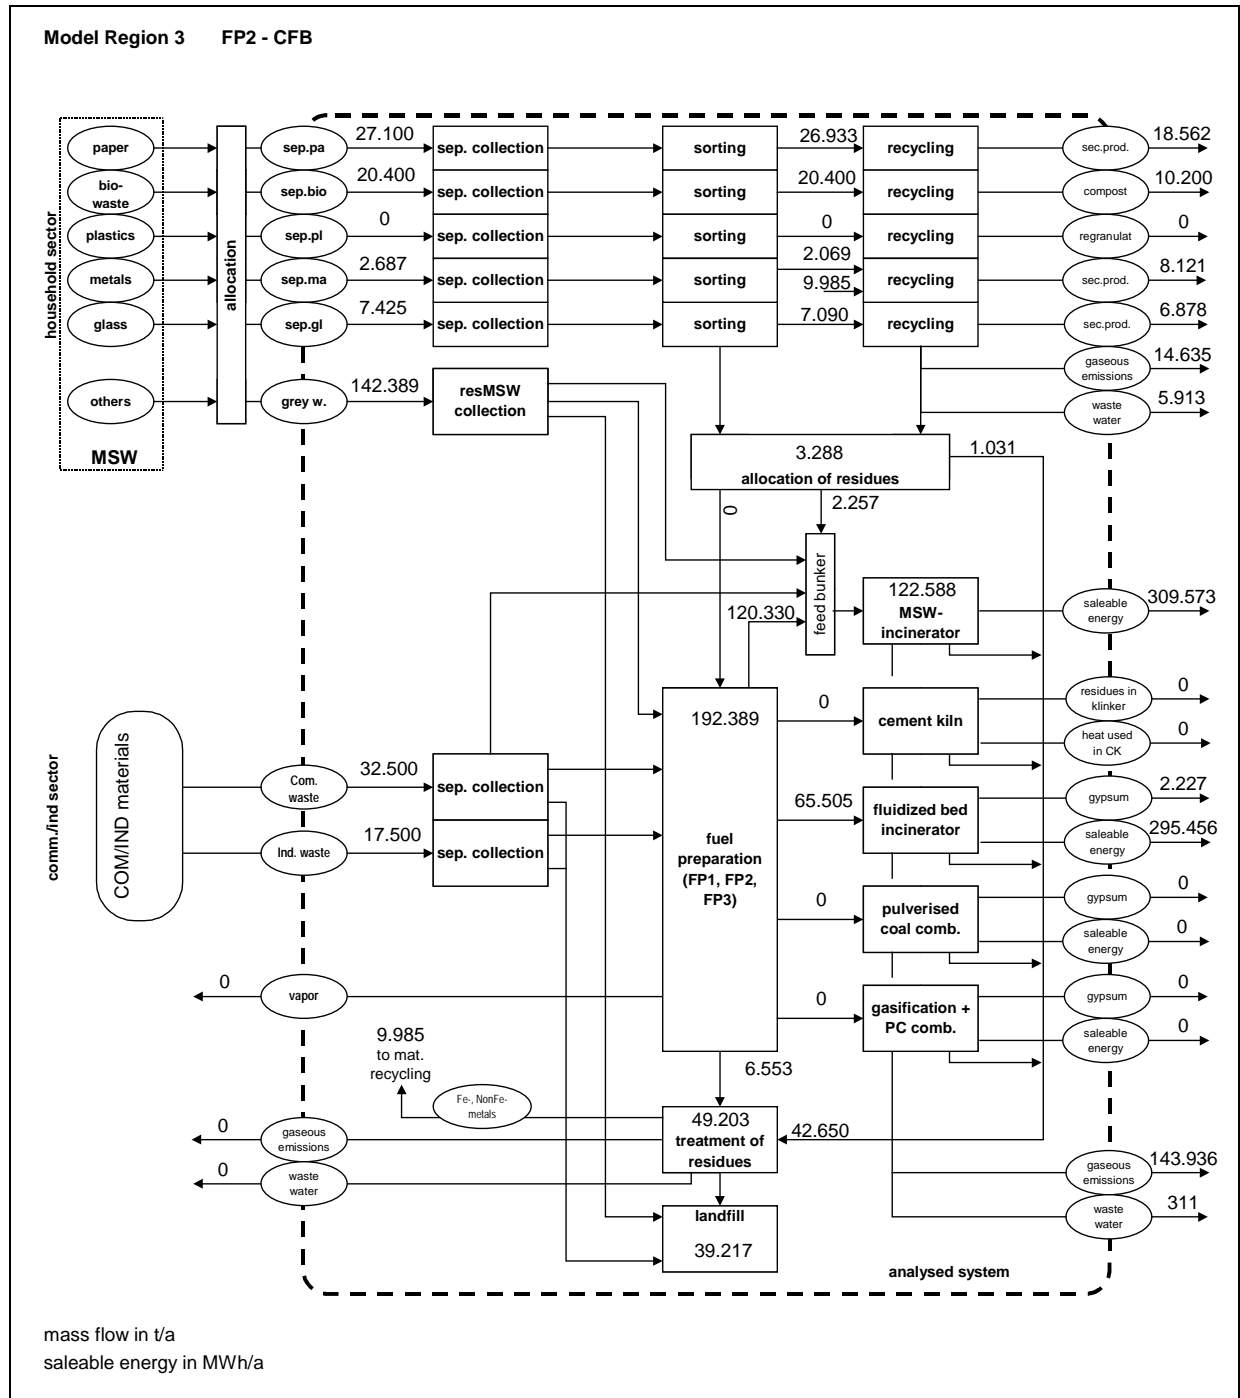 Model Region 3 FP2 - CFB
household sector
paper
bio-
waste
plastics
metals
glass
others
MSW
allocation
sep.pa
27.100
sep. collection
sorting
26.933
recycling
sec.prod.
18.562
sep.bio
20.400
sep. collection
sorting
20.400
recycling
compost
10.200
sep.pl
0
sep. collection
sorting
0
recycling
regranulat
0
sep.ma
2.687
sep. collection
sorting
2.069
9.985
recycling
sec.prod.
8.121
sep.gl
7.425
sep. collection
sorting
7.090
recycling
sec.prod.
6.878
gaseous
emissions
14.635
waste
water
5.913
grey w.
142.389
resMSW
collection
3.288
allocation of residues
1.031
0
2.257
feed bunker
120.330
122.588
MSW-
incinerator
saleable
energy
309.573
comm./ind sector
COM/IND materials
Com.
waste
32.500
sep. collection
Ind. waste
17.500
sep. collection
192.389
fuel
preparation
(FP1, FP2,
FP3)
0
cement kiln
residues in
klinker
0
heat used
in CK
0
65.505
fluidized bed
incinerator
gypsum
2.227
saleable
energy
295.456
0
pulverised
coal comb.
gypsum
0
saleable
energy
0
0
gasification +
PC comb.
gypsum
0
saleable
energy
0
0
vapor
9.985
to mat.
recycling
Fe-, NonFe-
metals
6.553
49.203
treatment of
residues
42.650
0
gaseous
emissions
0
waste
water
landfill
39.217
gaseous
emissions
143.936
waste
water
311
analysed system
mass flow in t/a
saleable energy in MWh/a